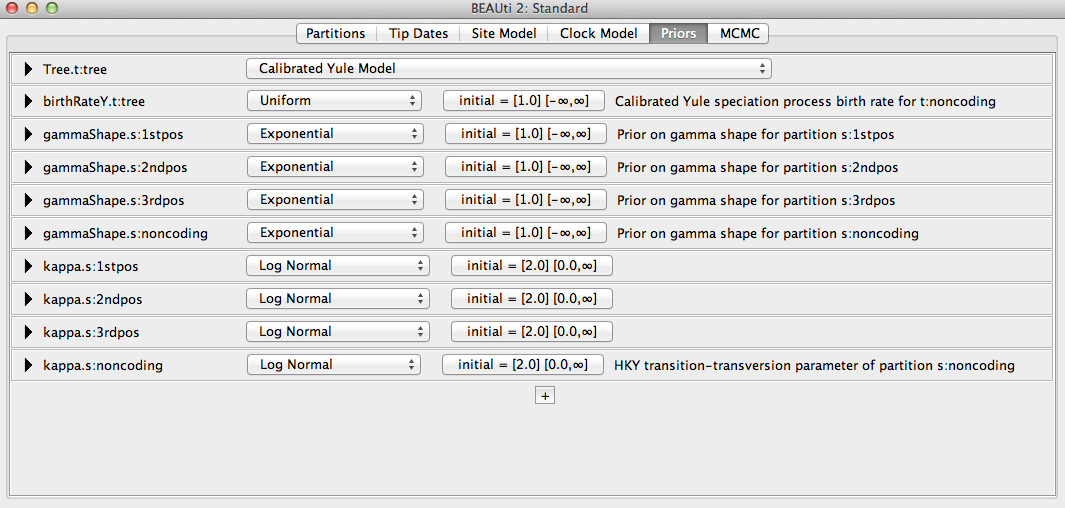 BEAUti 2: Standard
Partitions Tip Dates Site Model Clock Model Priors MCMC
Tree.t:tree Calibrated Yule Model
birthRateY.t:tree Uniform initial = [1.0] [-∞,∞] Calibrated Yule speciation process birth rate for t:noncoding
gammaShape.s:1stpos Exponential initial = [1.0] [-∞,∞] Prior on gamma shape for partition s:1stpos
gammaShape.s:2ndpos Exponential initial = [1.0] [-∞,∞] Prior on gamma shape for partition s:2ndpos
gammaShape.s:3rdpos Exponential initial = [1.0] [-∞,∞] Prior on gamma shape for partition s:3rdpos
gammaShape.s:noncoding Exponential initial = [1.0] [-∞,∞] Prior on gamma shape for partition s:noncoding
kappa.s:1stpos Log Normal initial = [2.0] [0.0,∞]
kappa.s:2ndpos Log Normal initial = [2.0] [0.0,∞]
kappa.s:3rdpos Log Normal initial = [2.0] [0.0,∞]
kappa.s:noncoding Log Normal initial = [2.0] [0.0,∞] HKY transition-transversion parameter of partition s:noncoding
+